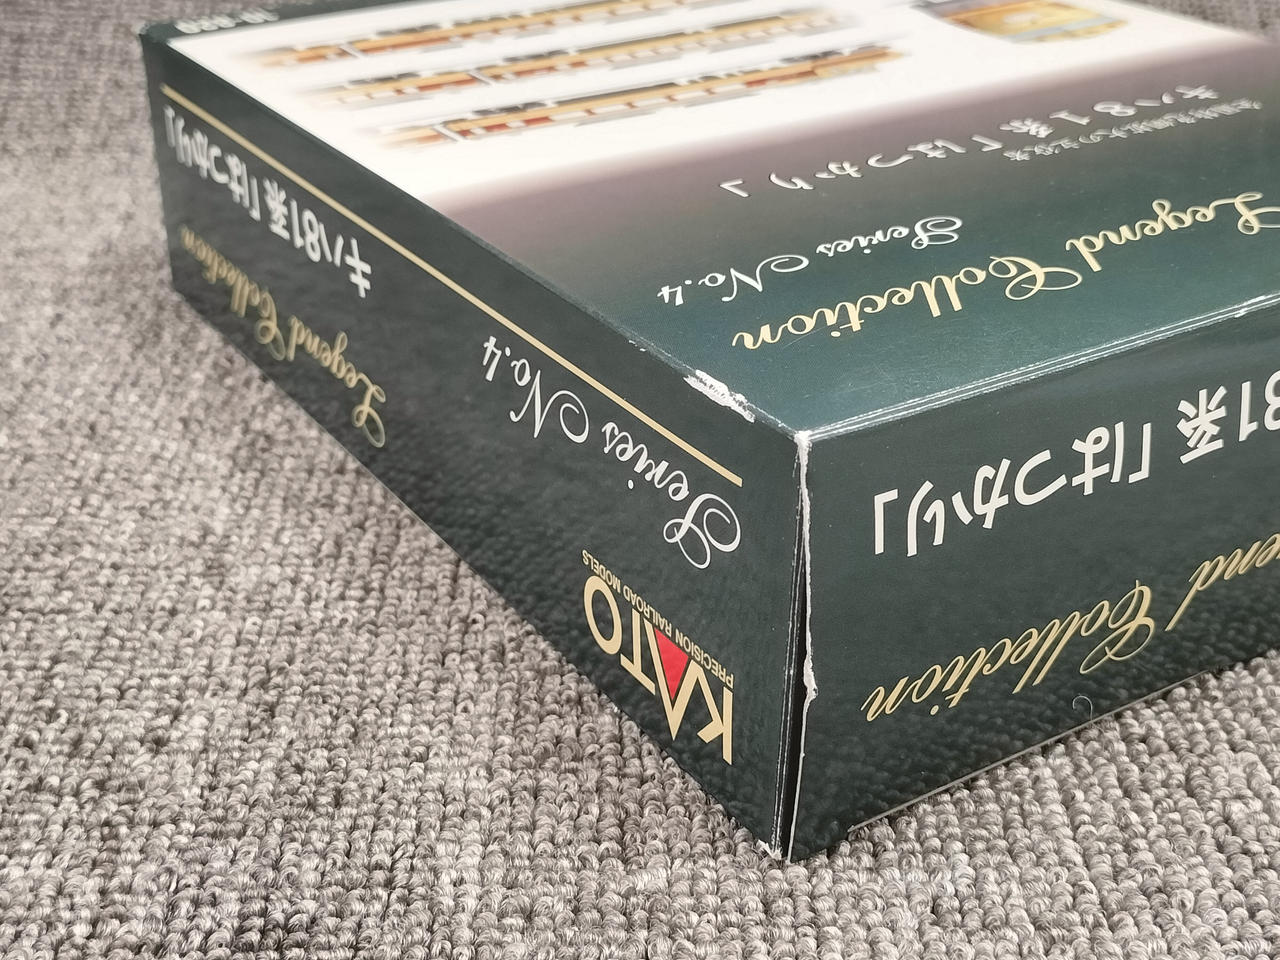 Legend Collection
Series No.4
キハ81系「はつかり」
キハ81系「はつかり」
Legend Collection
Series No.4
KATO
PRECISION RAILROAD MODELS
81系「はつかり」
end Collection